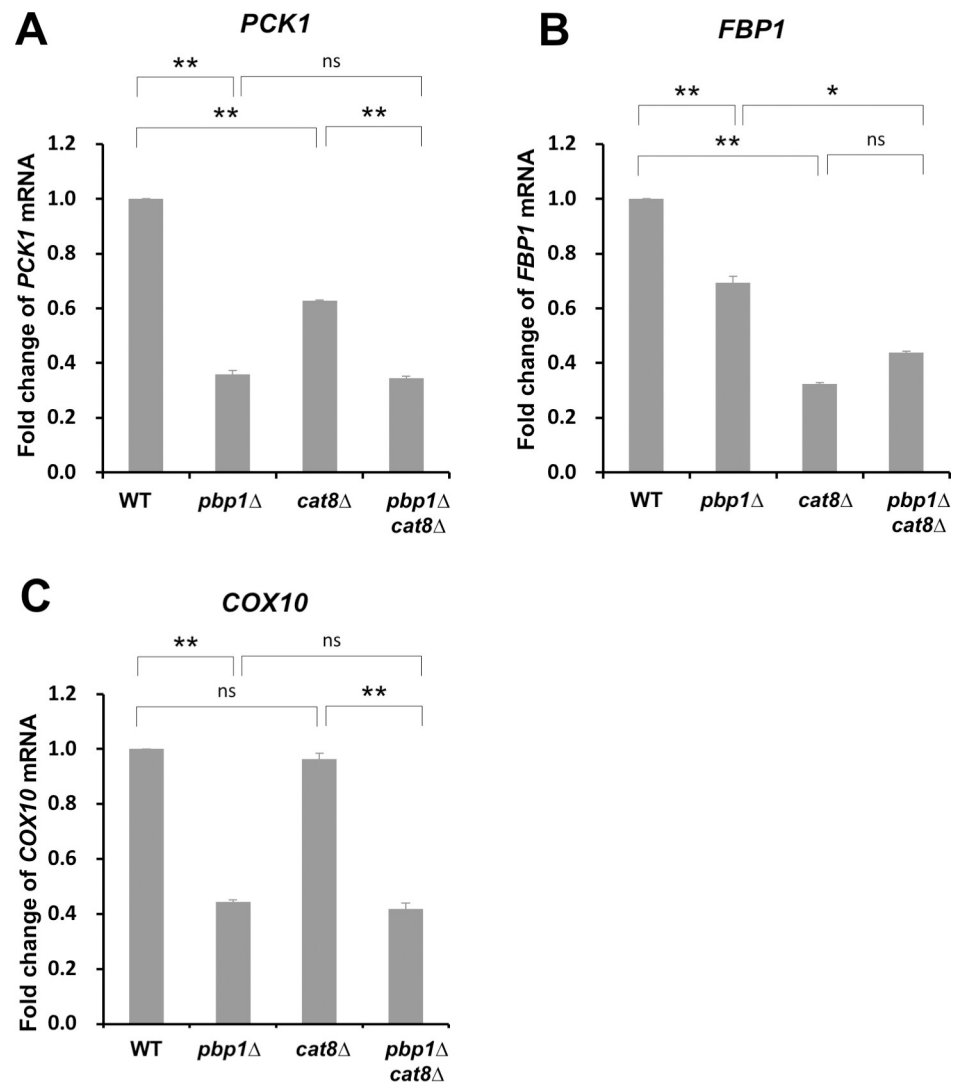 A
PCK1
** ns
** **
Fold change of PCK1 mRNA
1.2
1.0
0.8
0.6
0.4
0.2
0.0
WT pbp1Δ cat8Δ pbp1Δ
cat8Δ
B
FBP1
** *
** ns
Fold change of FBP1 mRNA
1.2
1.0
0.8
0.6
0.4
0.2
0.0
WT pbp1Δ cat8Δ pbp1Δ
cat8Δ
C
COX10
** ns
ns **
Fold change of COX10 mRNA
1.2
1.0
0.8
0.6
0.4
0.2
0.0
WT pbp1Δ cat8Δ pbp1Δ
cat8Δ